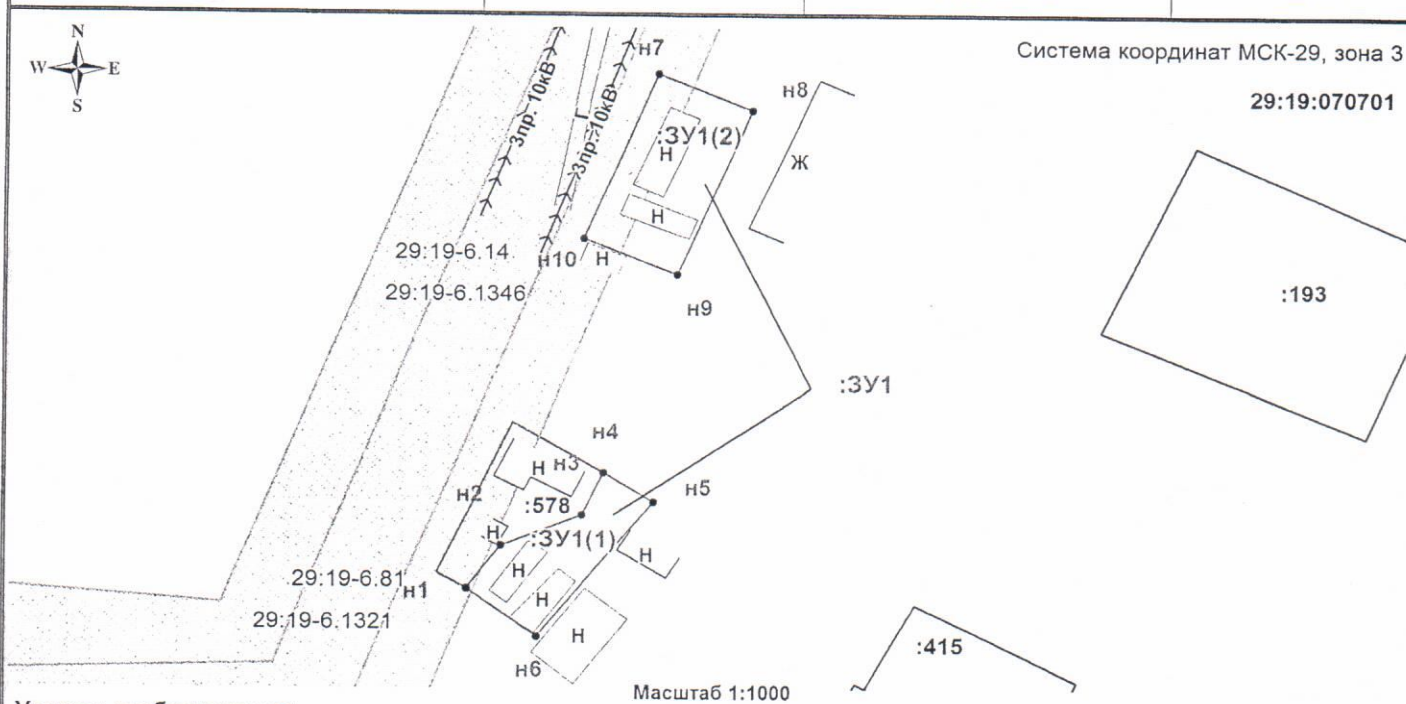 N
W E
S
Система координат МСК-29, зона 3
29:19:070701
3пр. 10кВ
Г
3пр. 10кВ
н7
н8
:ЗУ1(2)
Н
Ж
Н
29:19-6.14
н10
Н
29:19-6.1346
н9
:193
:ЗУ1
н4
Н
н3
н2
н5
:578
Н
:ЗУ1(1)
Н
Н
29:19-6.81
н1
Н
29:19-6.1321
Н
н6
:415
Масштаб 1:1000